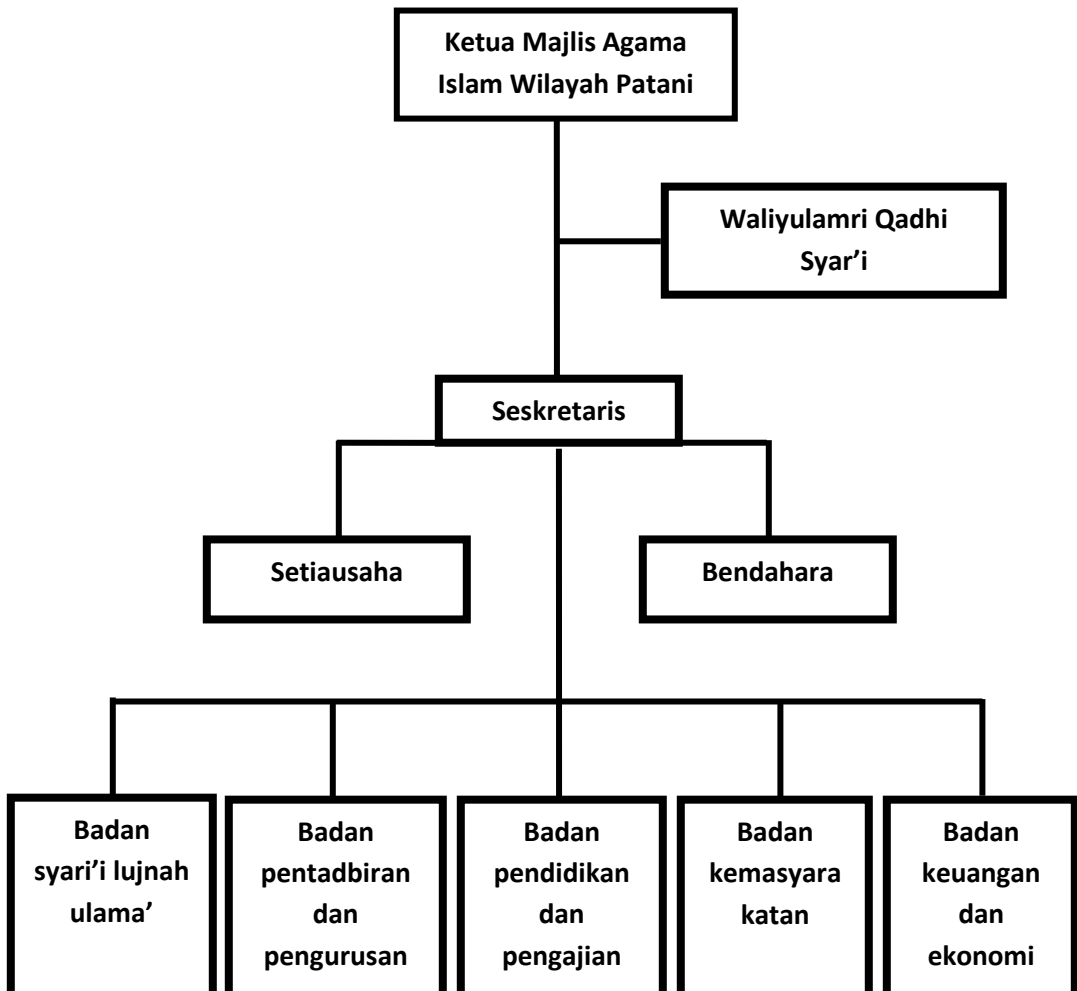 Ketua Majlis Agama
Islam Wilayah Patani
Waliyulamri Qadhi
Syar’i
Seskretaris
Setiausaha
Bendahara
Badan
syari’i lujnah
ulama’
Badan
pentadbiran
dan
pengurusan
Badan
pendidikan
dan
pengajian
Badan
kemasyara
katan
Badan
keuangan
dan
ekonomi